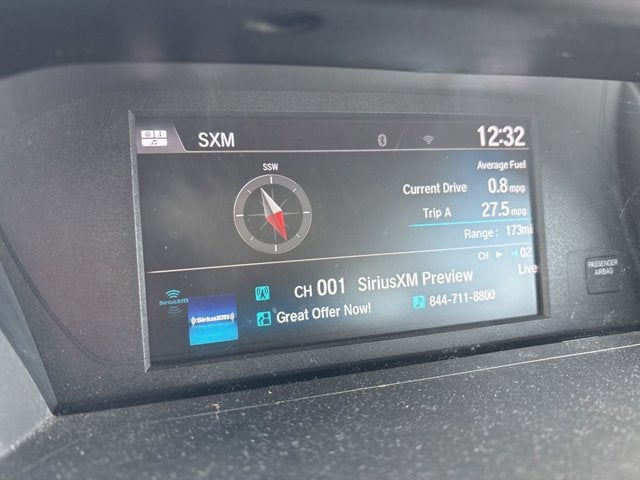 SXM
12:32
SSW
Average Fuel
Current Drive 0.8 mpg
Trip A 27.5 mpg
Range : 173mi
CH ▶ 02
Live
CH 001 SiriusXM Preview
Great Offer Now!
844-711-8800
SiriusXM
((SiriusXM))
PASSENGER
AIRBAG